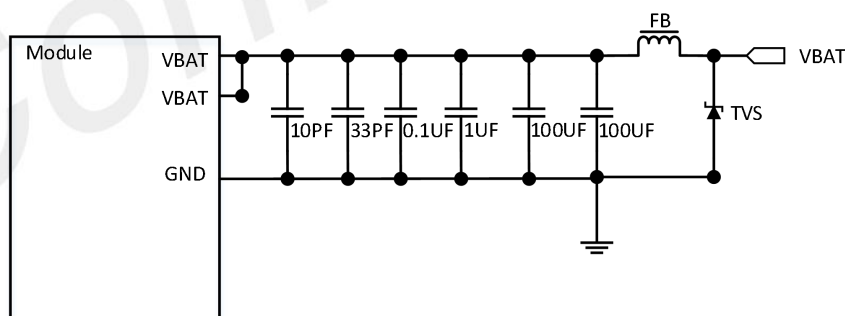 FB
Module
VBAT
VBAT
VBAT
10PF 33PF 0.1UF 1UF 100UF 100UF
TVS
GND